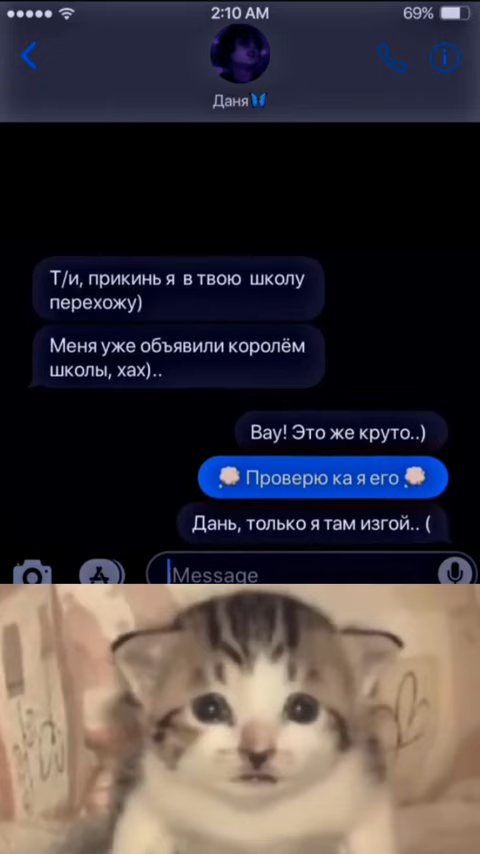 2:10 AM
69%
Даня🦋
Т/и, прикинь я в твою школу
перехожу)
Меня уже объявили королём
школы, хах)..
Вау! Это же круто..)
💭 Проверю ка я его 💭
Дань, только я там изгой.. (
Message